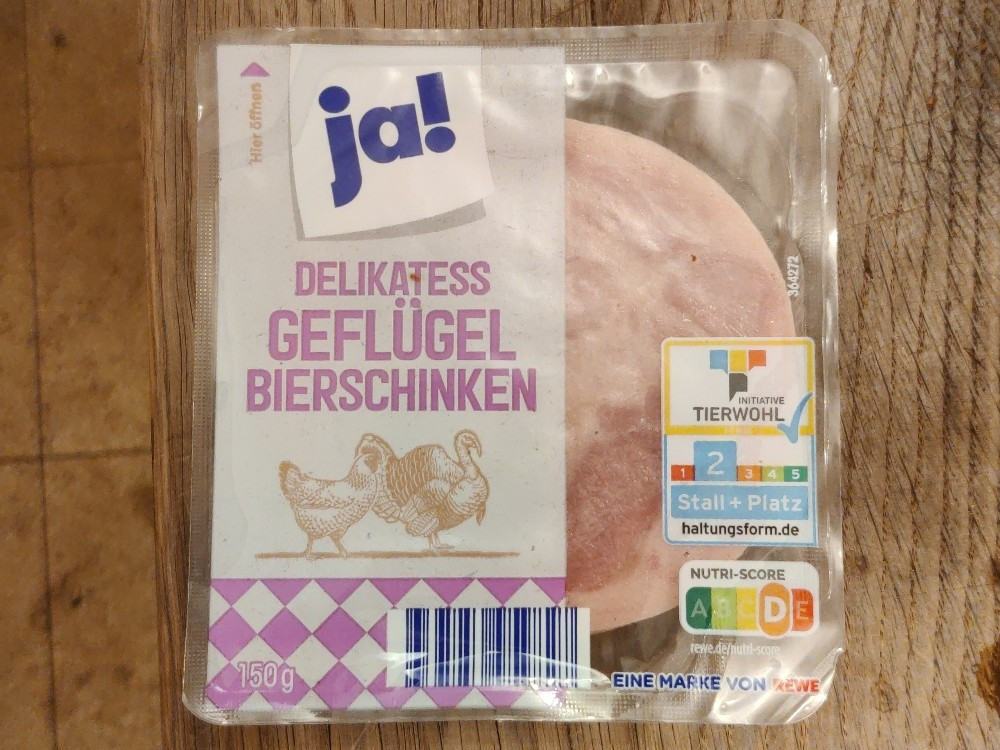 Hier öffnen
ja!
DELIKATESS
GEFLÜGEL
BIERSCHINKEN
364272
INITIATIVE
TIERWOHL
1 2 3 4 5
Stall + Platz
haltungsform.de
NUTRI-SCORE
A B C D E
rewe.de/nutri-score
150 g
EINE MARKE VON REWE